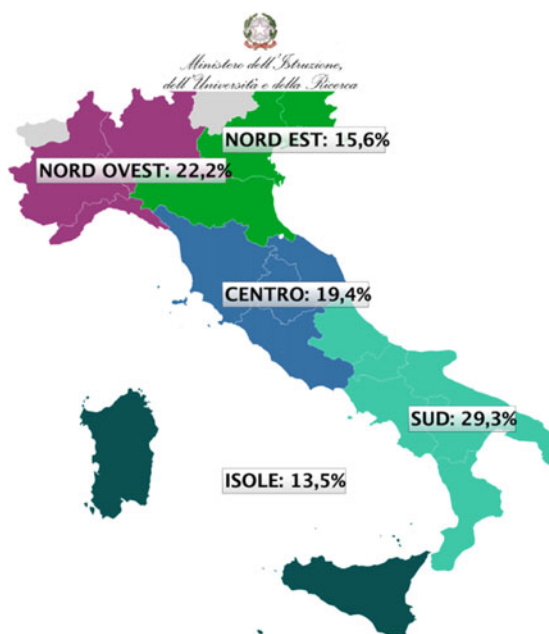 Ministero dell'Istruzione,
dell'Università e della Ricerca
NORD EST: 15,6%
NORD OVEST: 22,2%
CENTRO: 19,4%
SUD: 29,3%
ISOLE: 13,5%